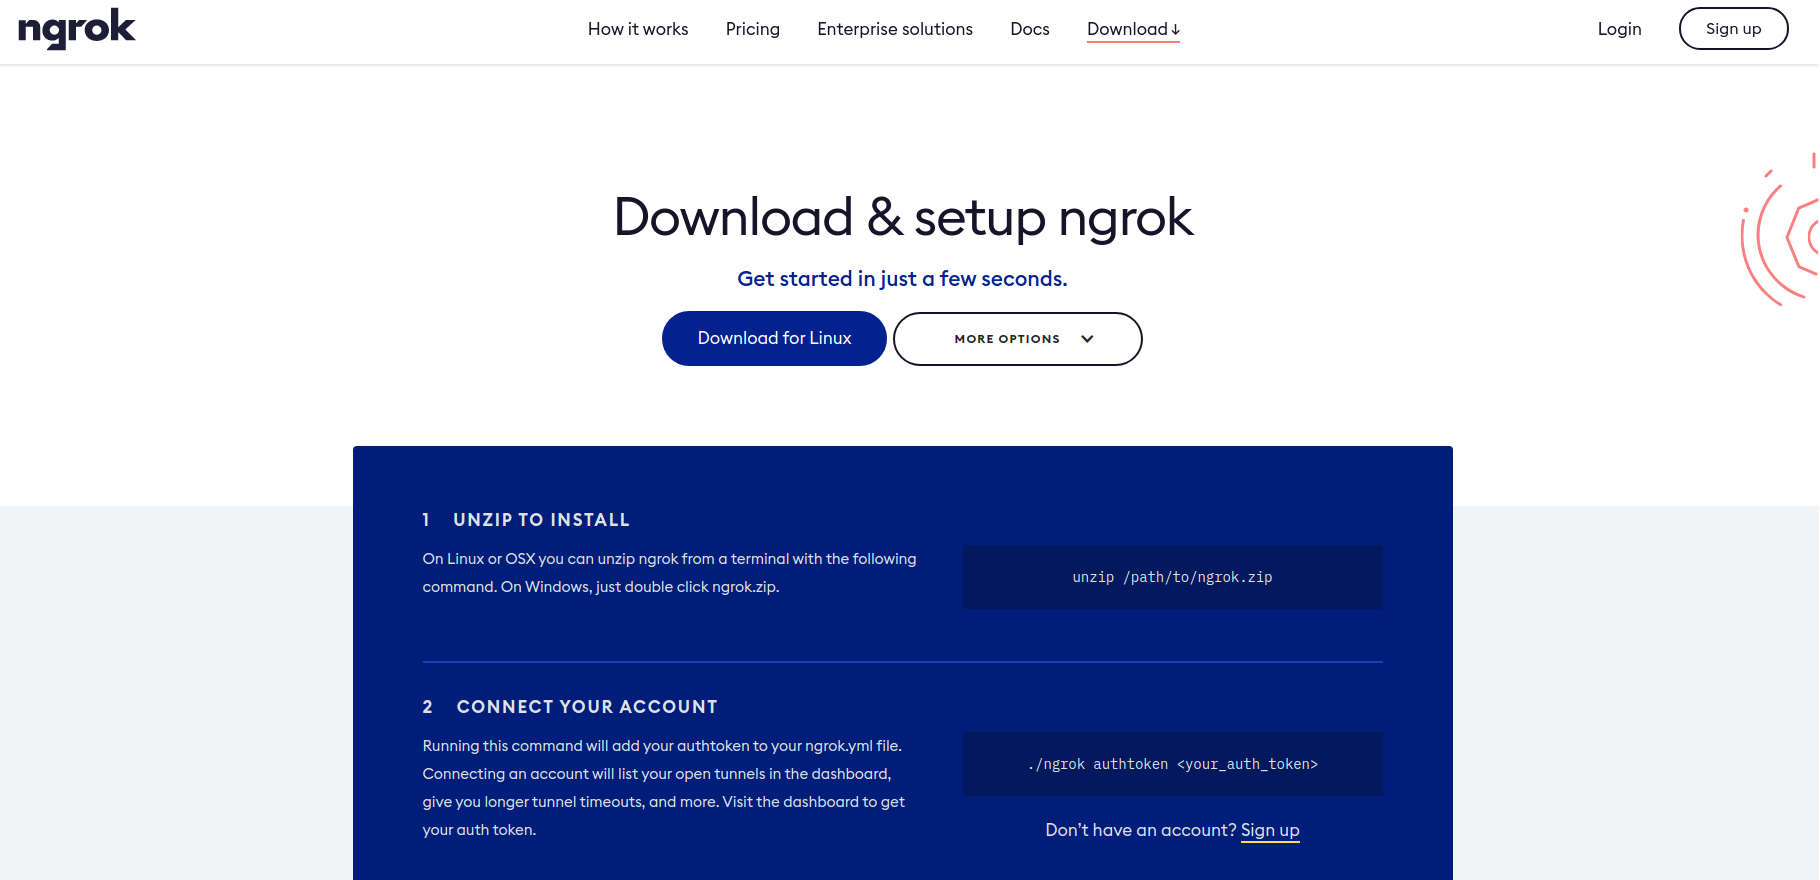 ngrok
How it works
Pricing
Enterprise solutions
Docs
Download ↓
Login
Sign up
Download & setup ngrok
Get started in just a few seconds.
Download for Linux
MORE OPTIONS
1 UNZIP TO INSTALL
On Linux or OSX you can unzip ngrok from a terminal with the following
command. On Windows, just double click ngrok.zip.
unzip /path/to/ngrok.zip
2 CONNECT YOUR ACCOUNT
Running this command will add your authtoken to your ngrok.yml file.
Connecting an account will list your open tunnels in the dashboard,
give you longer tunnel timeouts, and more. Visit the dashboard to get
your auth token.
./ngrok authtoken <your_auth_token>
Don’t have an account? Sign up